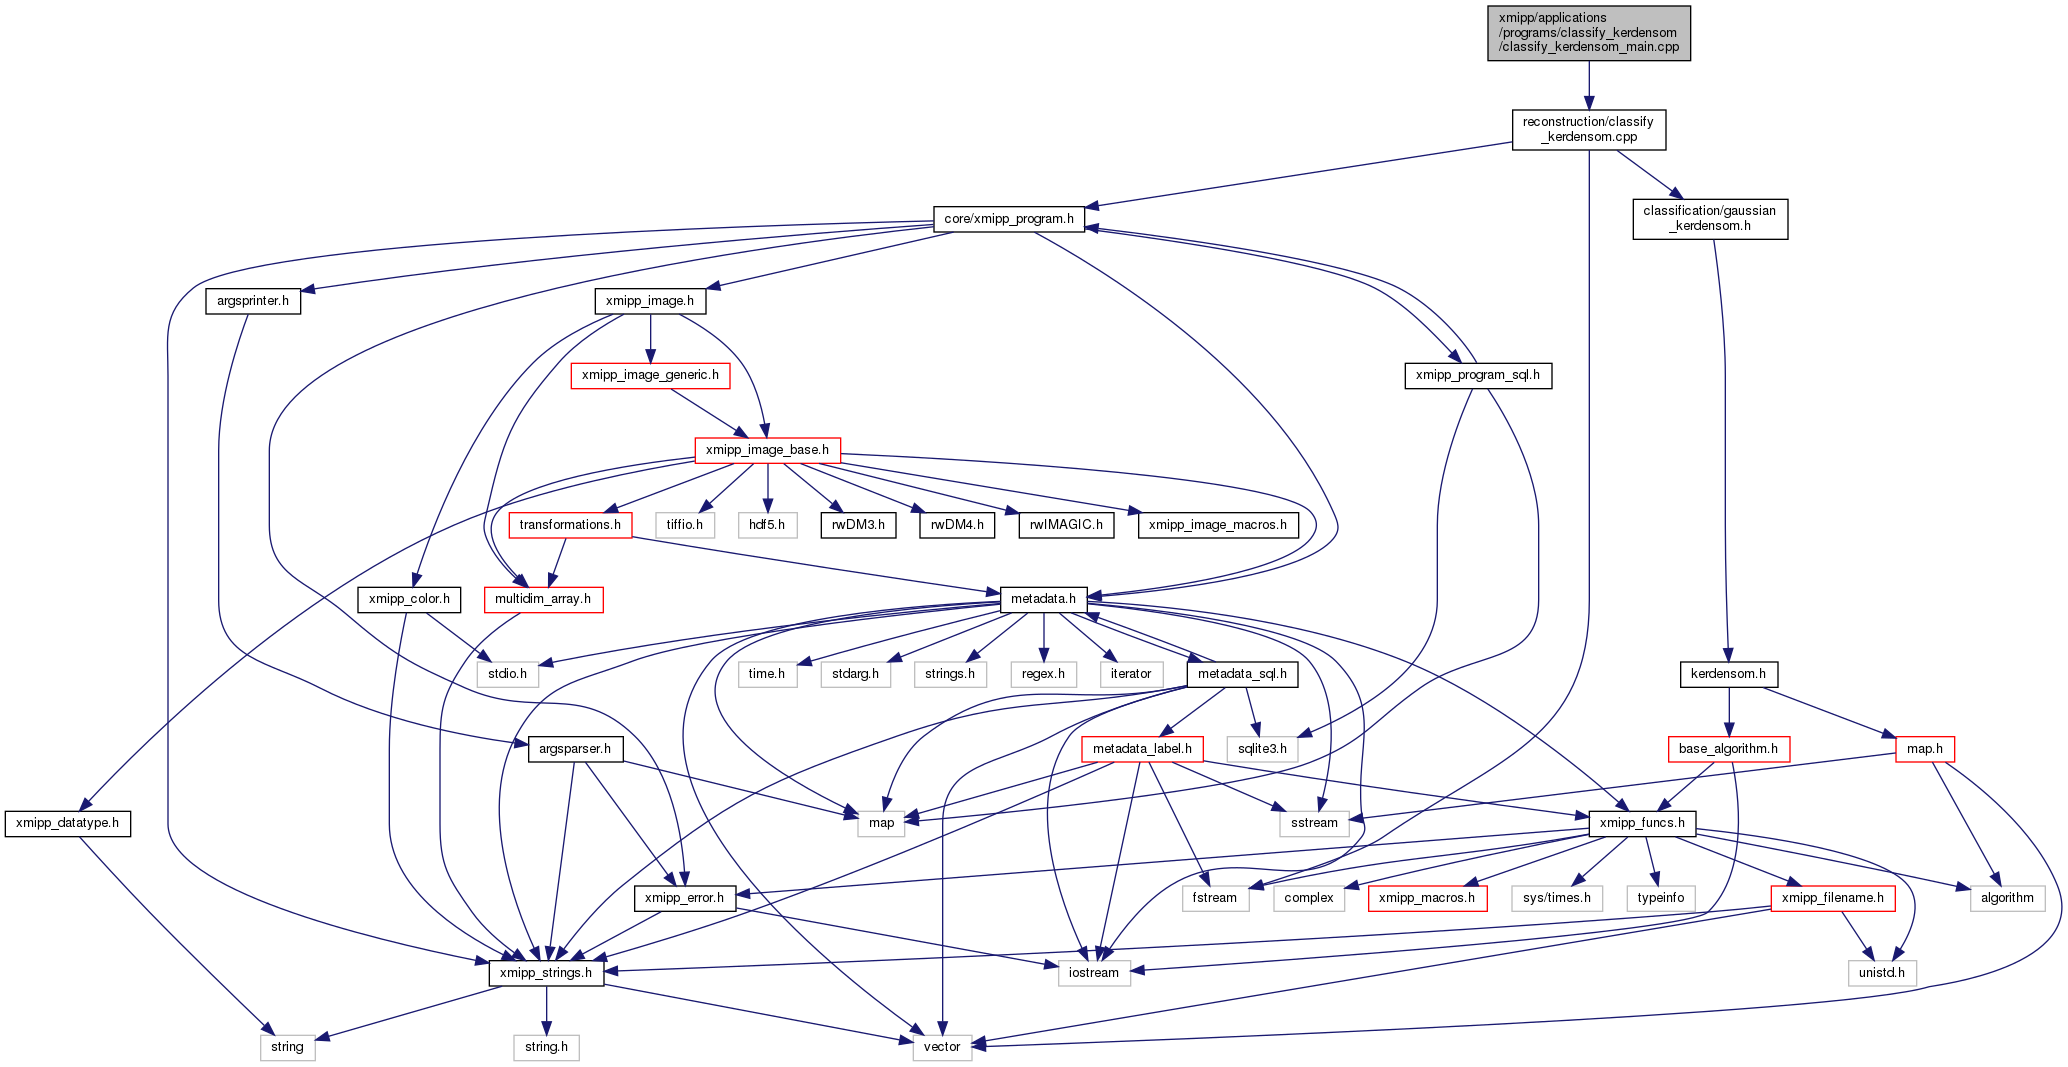 xmipp/applications
/programs/classify_kerdensom
/classify_kerdensom_main.cpp
reconstruction/classify
_kerdensom.cpp
core/xmipp_program.h
classification/gaussian
_kerdensom.h
argsprinter.h
xmipp_image.h
xmipp_image_generic.h
xmipp_program_sql.h
xmipp_image_base.h
transformations.h
tiffio.h
hdf5.h
rwDM3.h
rwDM4.h
rwIMAGIC.h
xmipp_image_macros.h
xmipp_color.h
multidim_array.h
metadata.h
stdio.h
time.h
stdarg.h
strings.h
regex.h
iterator
metadata_sql.h
kerdensom.h
argsparser.h
metadata_label.h
sqlite3.h
base_algorithm.h
map.h
xmipp_datatype.h
map
sstream
xmipp_funcs.h
xmipp_error.h
fstream
complex
xmipp_macros.h
sys/times.h
typeinfo
xmipp_filename.h
algorithm
xmipp_strings.h
iostream
unistd.h
string
string.h
vector